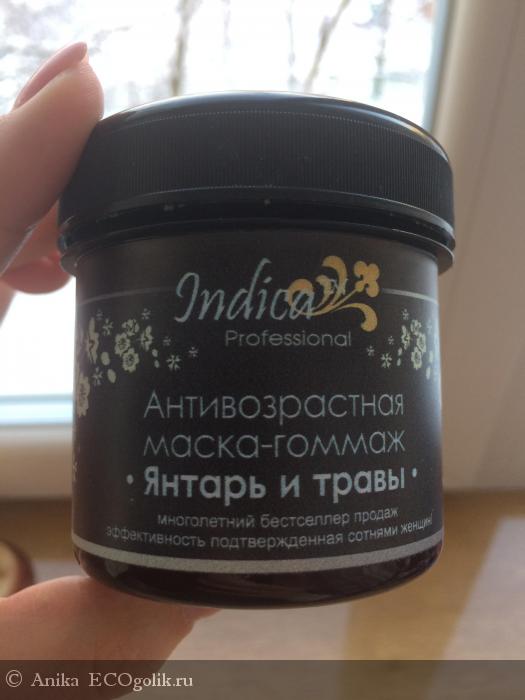 Indica
Professional
Антивозрастная
маска-гоммаж
• Янтарь и травы •
многолетний бестселлер продаж
эффективность подтвержденная сотнями женщин!
© Anika ECOgolik.ru